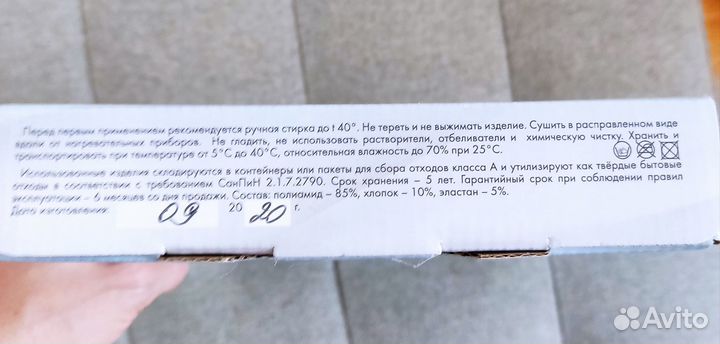 Перед первым применением рекомендуется ручная стирка до t 40°. Не тереть и не выжимать изделие. Сушить в расправленном виде
вдали от нагревательных приборов. Не гладить, не использовать растворители, отбеливатели и химическую чистку. Хранить и
транспортировать при температуре от 5°C до 40°C, относительная влажность до 70% при 25°C.
Использованные изделия складируются в контейнеры или пакеты для сбора отходов класса А и утилизируют как твёрдые бытовые
отходы в соответствии с требованием СанПиН 2.1.7.2790. Срок хранения – 5 лет. Гарантийный срок при соблюдении правил
эксплуатации – 6 месяцев со дня продажи. Состав: полиамид – 85%, хлопок – 10%, эластан – 5%.
Дата изготовления: 09 20 20 г.
Avito